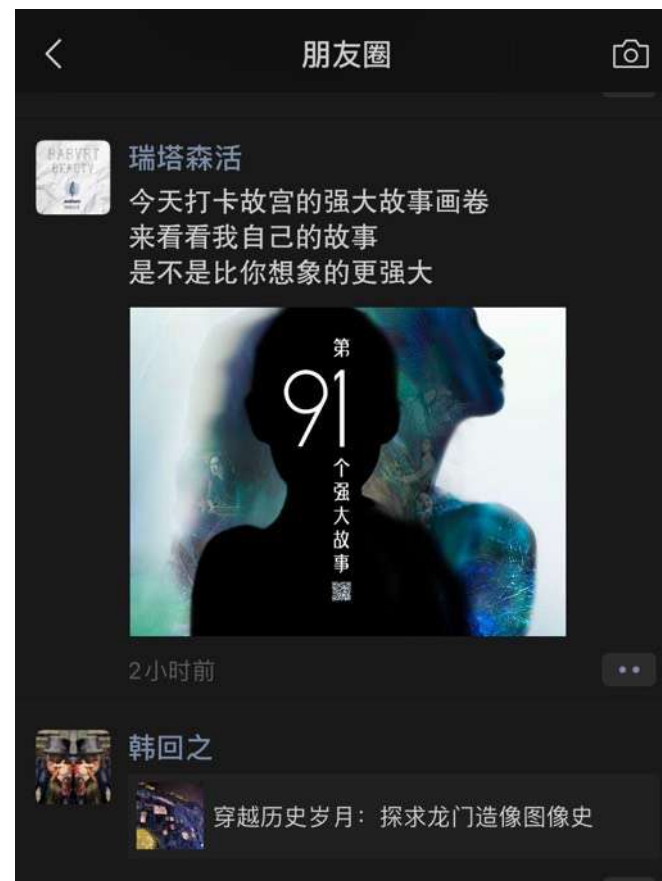 朋友圈
BABYRT
BEAUTY
瑞塔森活
今天打卡故宫的强大故事画卷
来看看我自己的故事
是不是比你想象的更强大
第
91
个强大故事
2小时前
韩回之
穿越历史岁月：探求龙门造像图像史